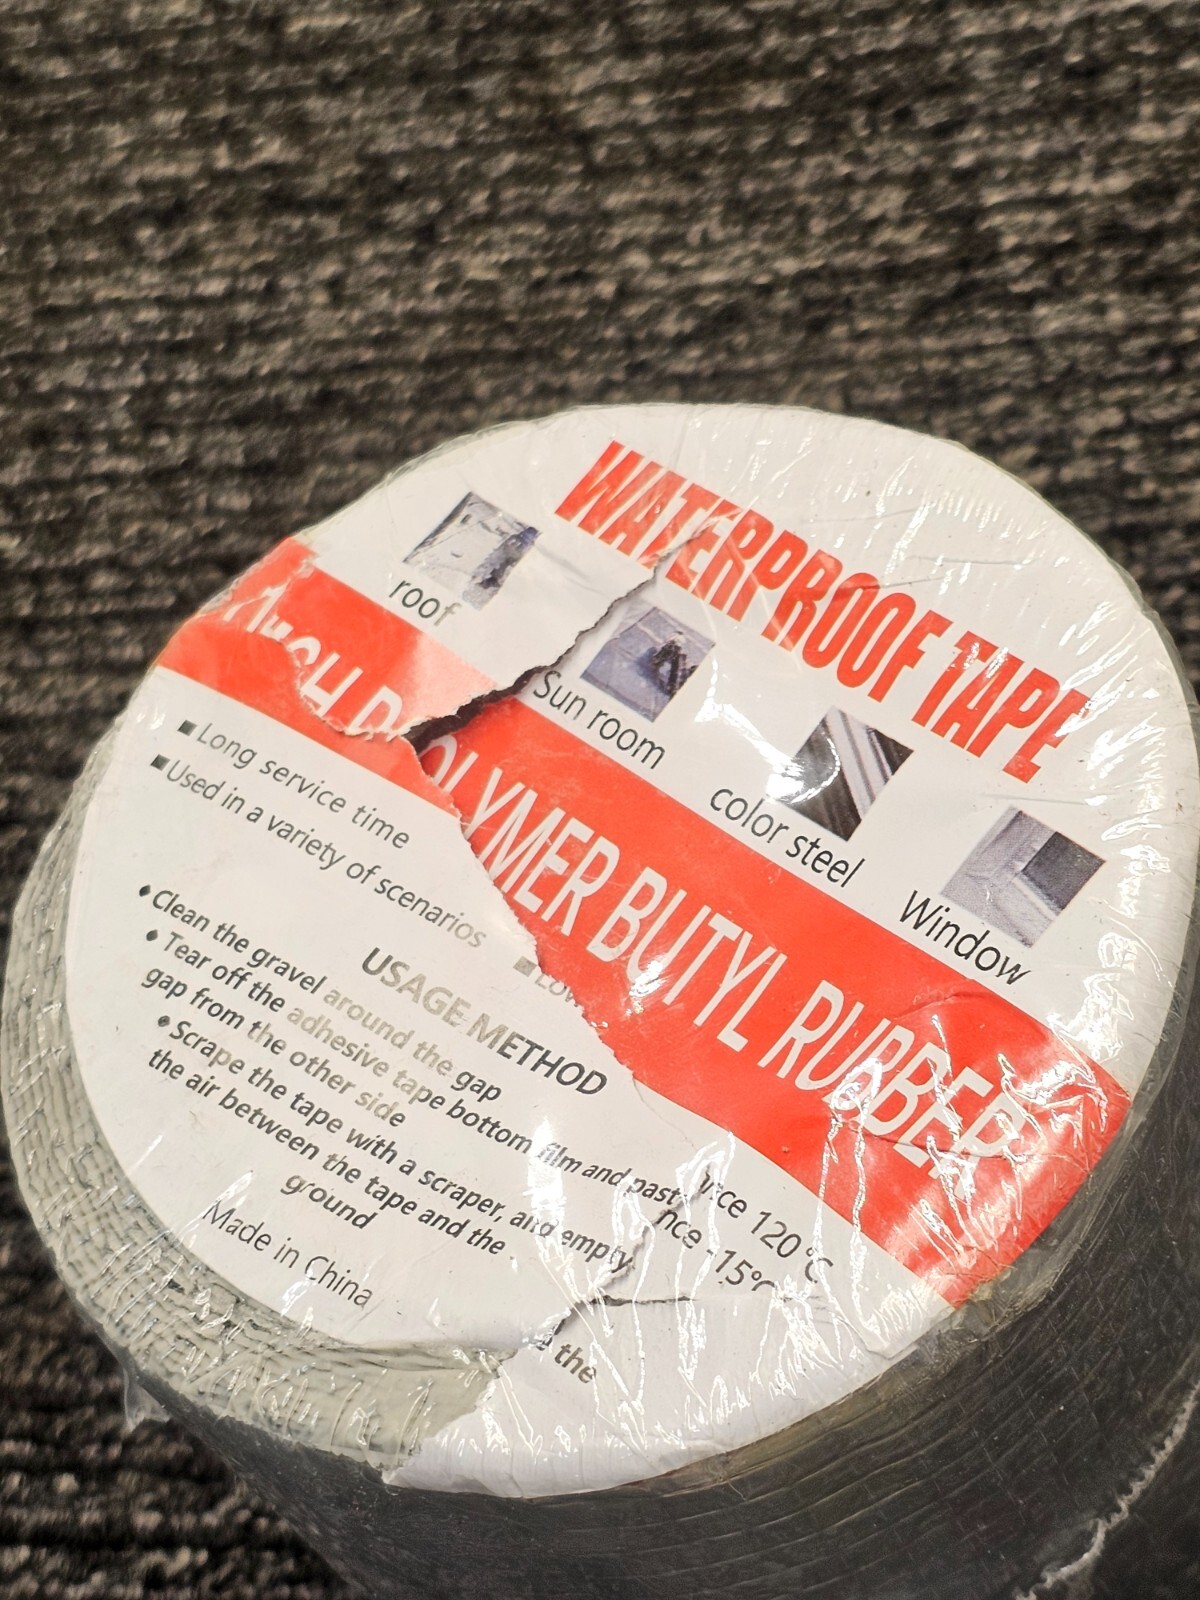 WATERPROOF TAPE
roof
Sun room
color steel
Window
POLYMER BUTYL RUBBER
Long service time
Used in a variety of scenarios
Low
120°C
-15°C
USAGE METHOD
Clean the gravel around the gap
Tear off the adhesive tape bottom film and
gap from the other side
Scrape the tape with a scraper, and empty
the air between the tape and the
ground
the
Made in China